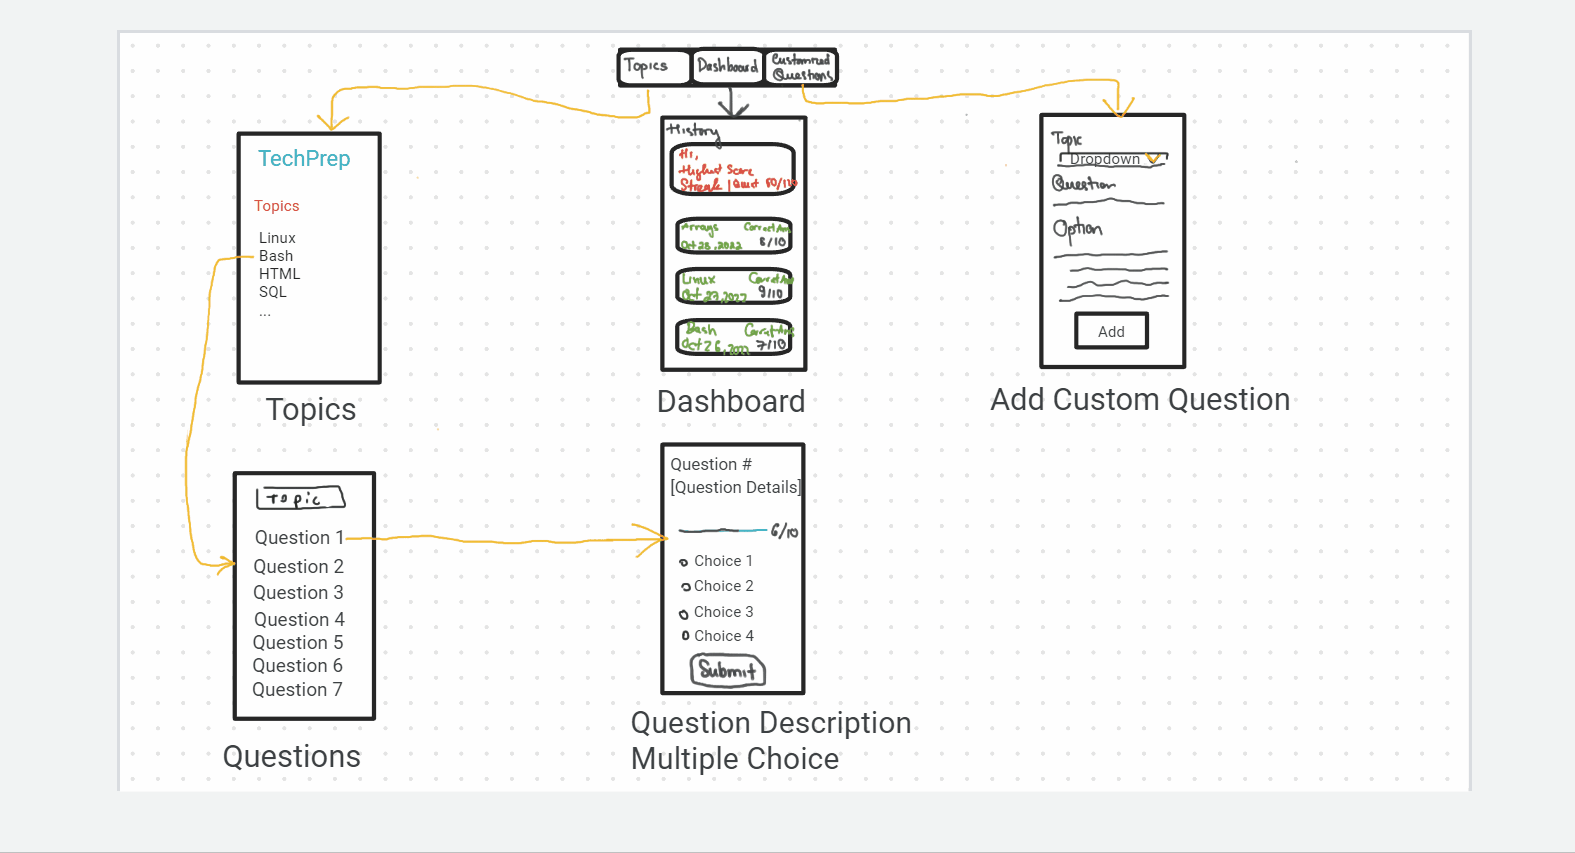 Topics
Dashboard
Customized
Questions
TechPrep
Topics
Linux
Bash
HTML
SQL
...
Topics
History
Hi,
Highest Score
Streak | Quest 80/110
Arrays Correct Ans
Oct 28, 2022 8/10
Linux Correct Ans
Oct 27, 2022 9/10
Bash Correct Ans
Oct 26, 2022 7/10
Dashboard
Topic
Dropdown
Question
Option
Add
Add Custom Question
Topic
Question 1
Question 2
Question 3
Question 4
Question 5
Question 6
Question 7
Questions
Question #
[Question Details]
6/10
Choice 1
Choice 2
Choice 3
Choice 4
Submit
Question Description
Multiple Choice